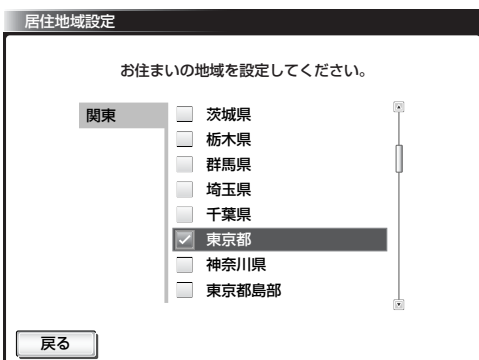 居住地域設定
お住まいの地域を設定してください。
関東
茨城県
栃木県
群馬県
埼玉県
千葉県
東京都
神奈川県
東京都島部
戻る